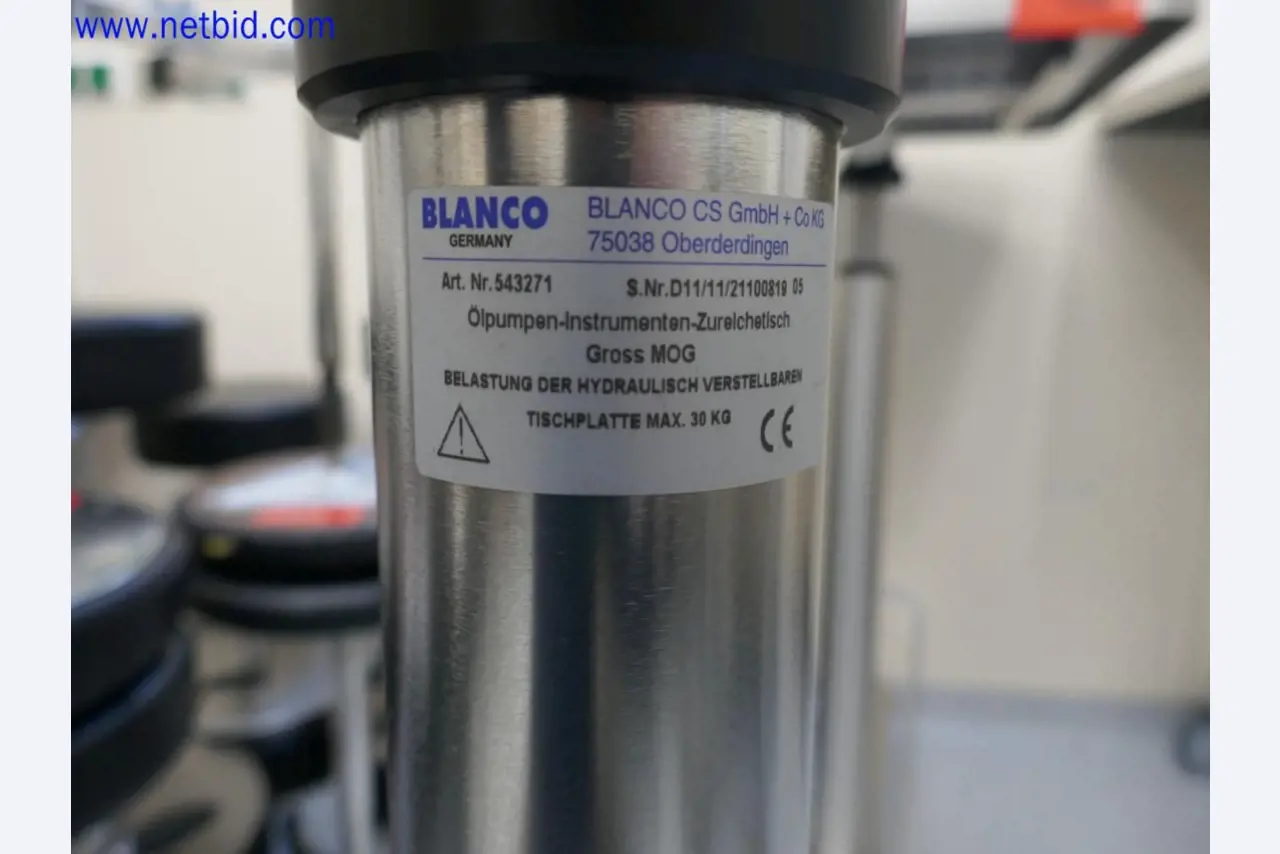 www.netbid.com
BLANCO
GERMANY
BLANCO CS GmbH + Co KG
75038 Oberderdingen
Art. Nr.543271
S.Nr.D11/11/21100819 05
Ölpumpen-Instrumenten-Zureichetisch
Gross MOG
BELASTUNG DER HYDRAULISCH VERSTELLBAREN
TISCHPLATTE MAX. 30 KG
CE